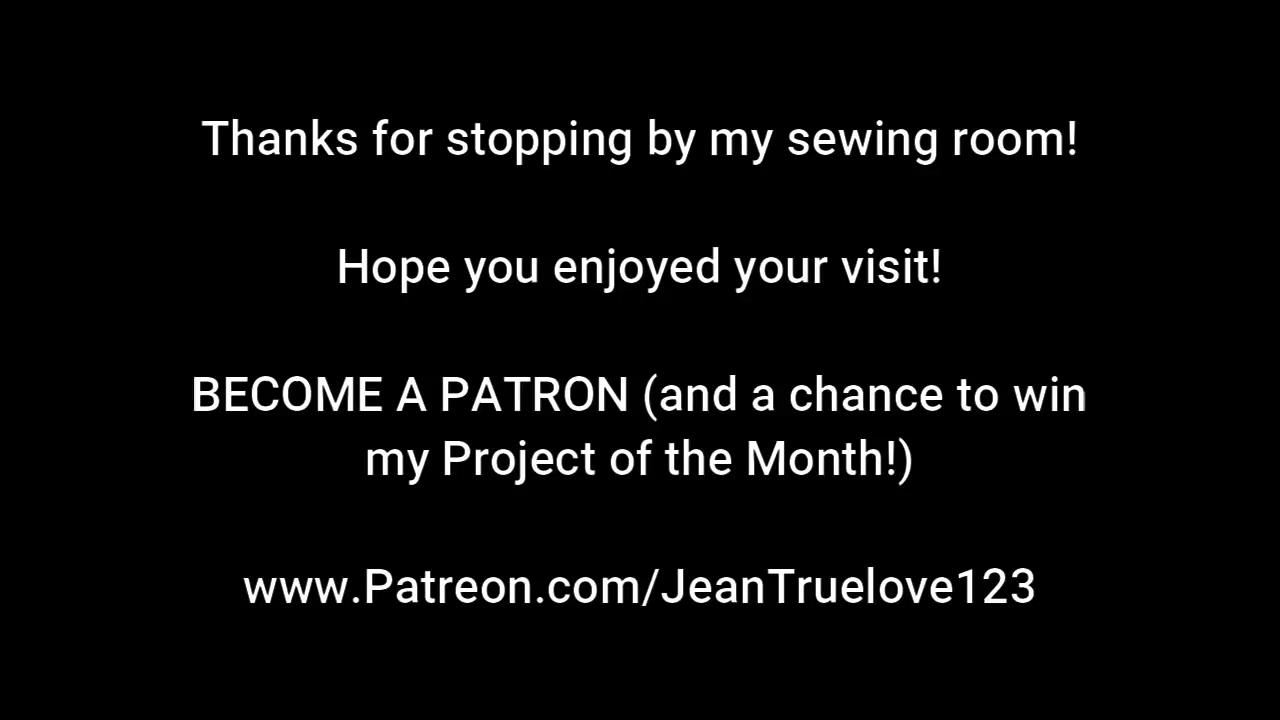 Thanks for stopping by my sewing room!
Hope you enjoyed your visit!
BECOME A PATRON (and a chance to win
my Project of the Month!)
www.Patreon.com/JeanTruelove123